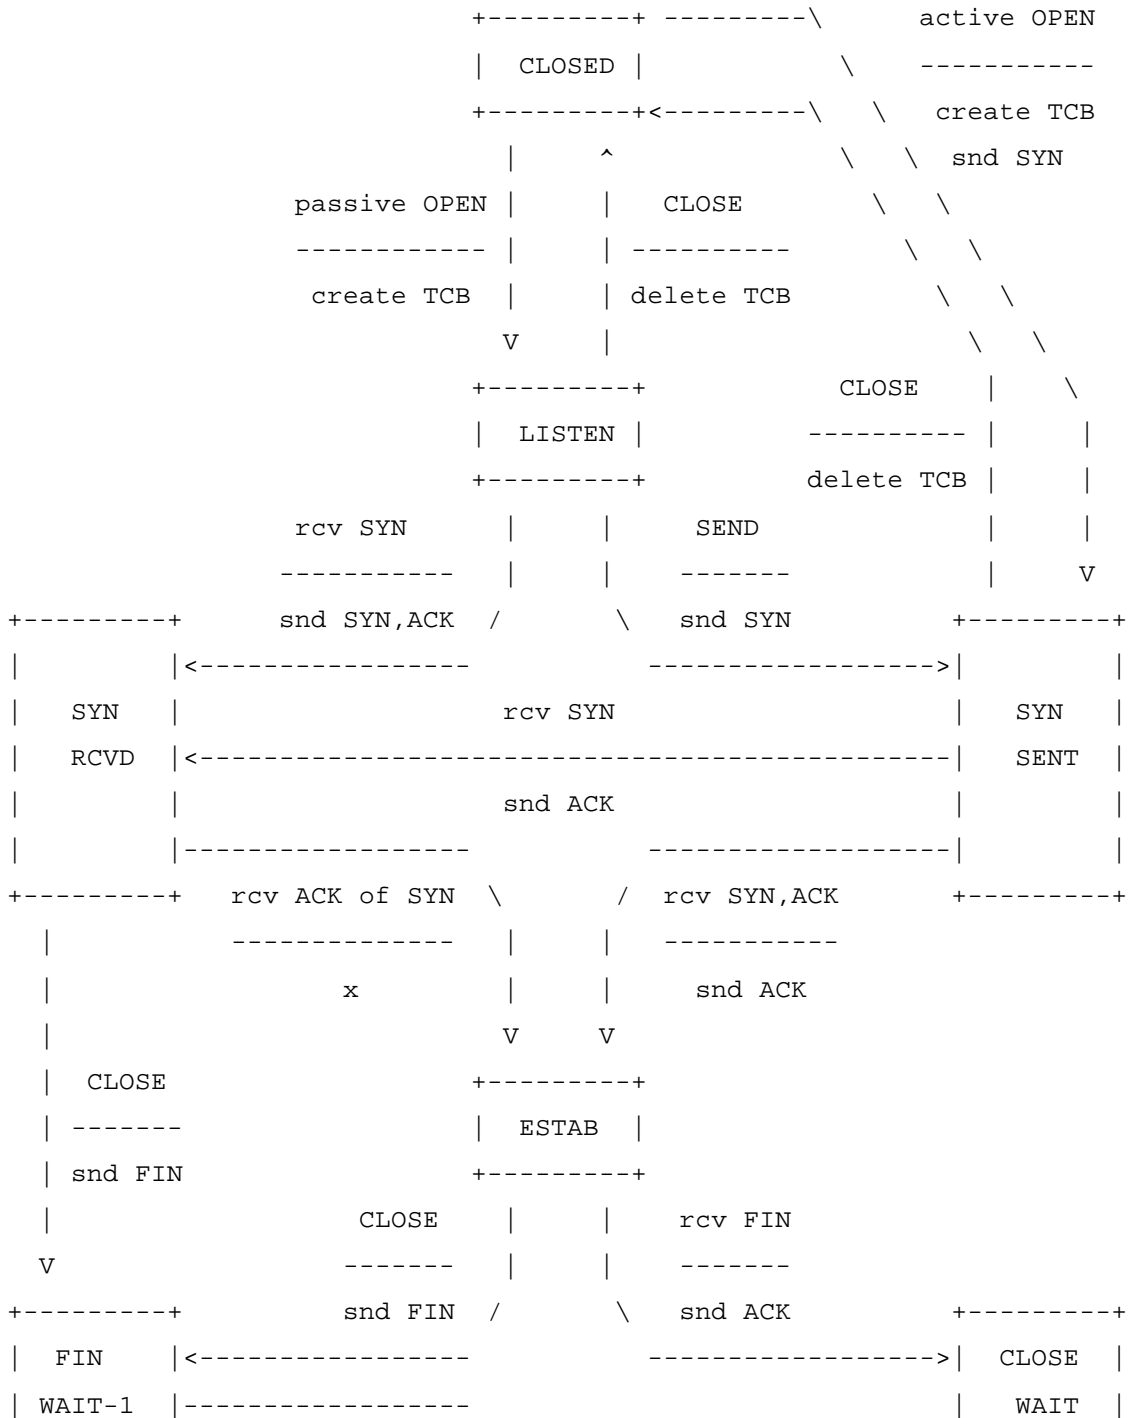 +---------+ ---------\ active OPEN
| CLOSED | \ -----------
+---------+<---------\ \ create TCB
| ^ \ \ snd SYN
passive OPEN | | CLOSE \ \
------------ | | ---------- \ \
create TCB | | delete TCB \ \
V | \ \
+---------+ CLOSE | \
| LISTEN | ---------- | |
+---------+ delete TCB | |
rcv SYN | | SEND | |
----------- | | ------- | V
+---------+ snd SYN,ACK / \ snd SYN +---------+
| |<----------------- ------------------>| |
| SYN | rcv SYN | SYN |
| RCVD |<-----------------------------------------------| SENT |
| | snd ACK | |
| |------------------ -------------------| |
+---------+ rcv ACK of SYN \ / rcv SYN,ACK +---------+
| -------------- | | -----------
| x | | snd ACK
| V V
| CLOSE +---------+
| ------- | ESTAB |
| snd FIN +---------+
| CLOSE | | rcv FIN
V ------- | | -------
+---------+ snd FIN / \ snd ACK +---------+
| FIN |<----------------- ------------------>| CLOSE |
| WAIT-1 |------------------ | WAIT |